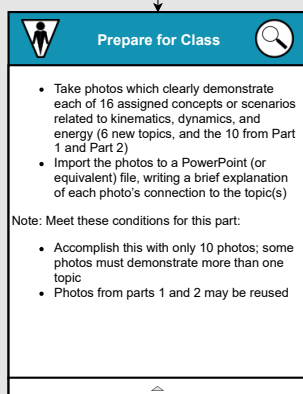 Prepare for Class
• Take photos which clearly demonstrate
each of 16 assigned concepts or scenarios
related to kinematics, dynamics, and
energy (6 new topics, and the 10 from Part
1 and Part 2)
• Import the photos to a PowerPoint (or
equivalent) file, writing a brief explanation
of each photo's connection to the topic(s)
Note: Meet these conditions for this part:
• Accomplish this with only 10 photos; some
photos must demonstrate more than one
topic
• Photos from parts 1 and 2 may be reused